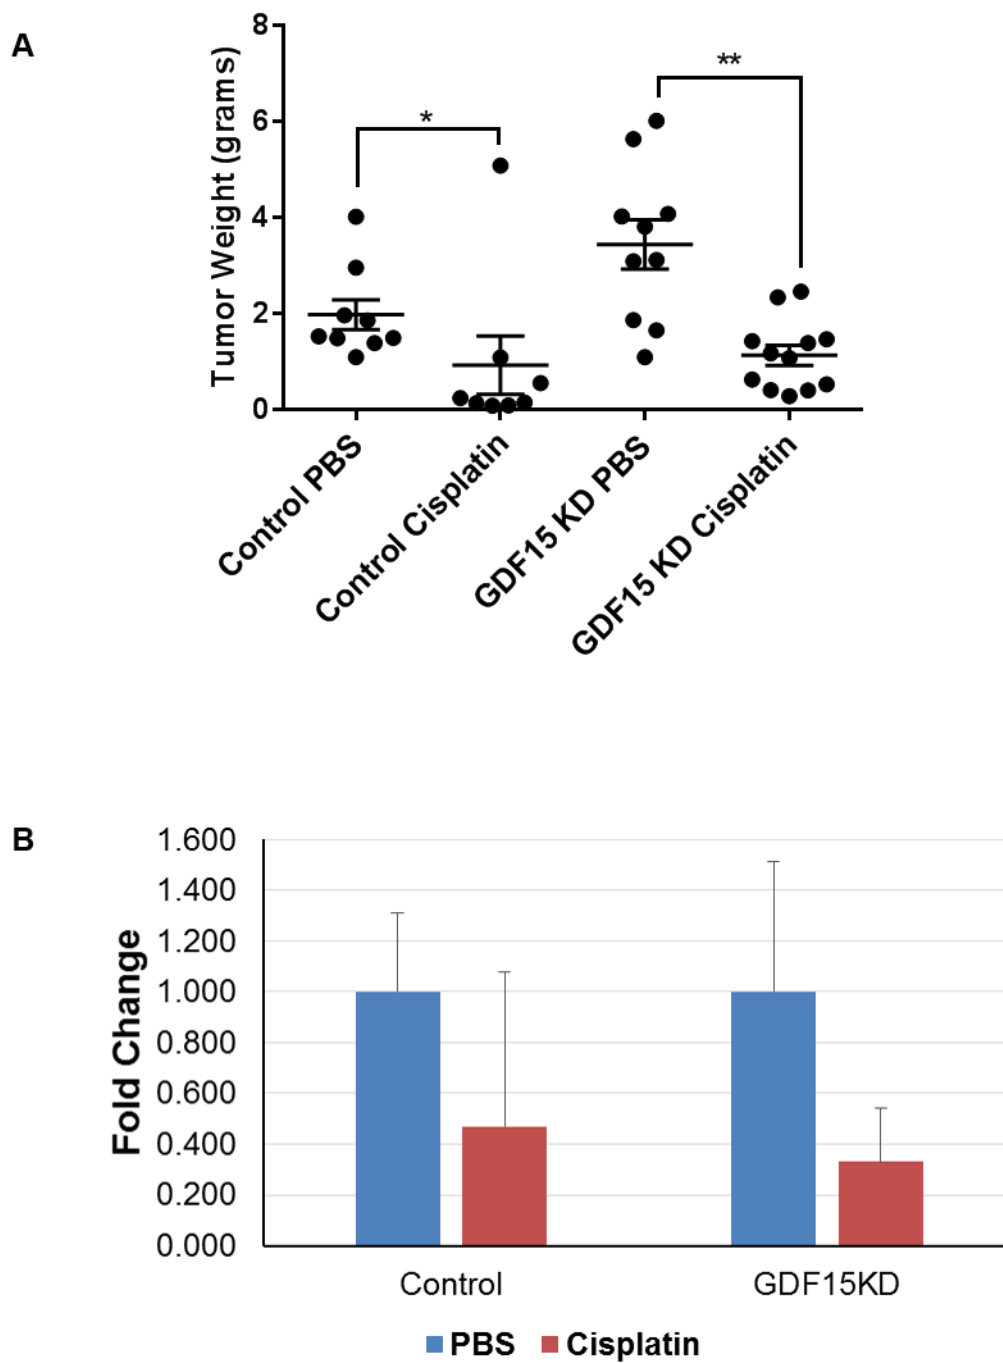 A
Tumor Weight (grams)
8
6
4
2
0
*
**
Control PBS
Control Cisplatin
GDF15 KD PBS
GDF15 KD Cisplatin
B
Fold Change
1.600
1.400
1.200
1.000
0.800
0.600
0.400
0.200
0.000
Control GDF15KD
PBS Cisplatin